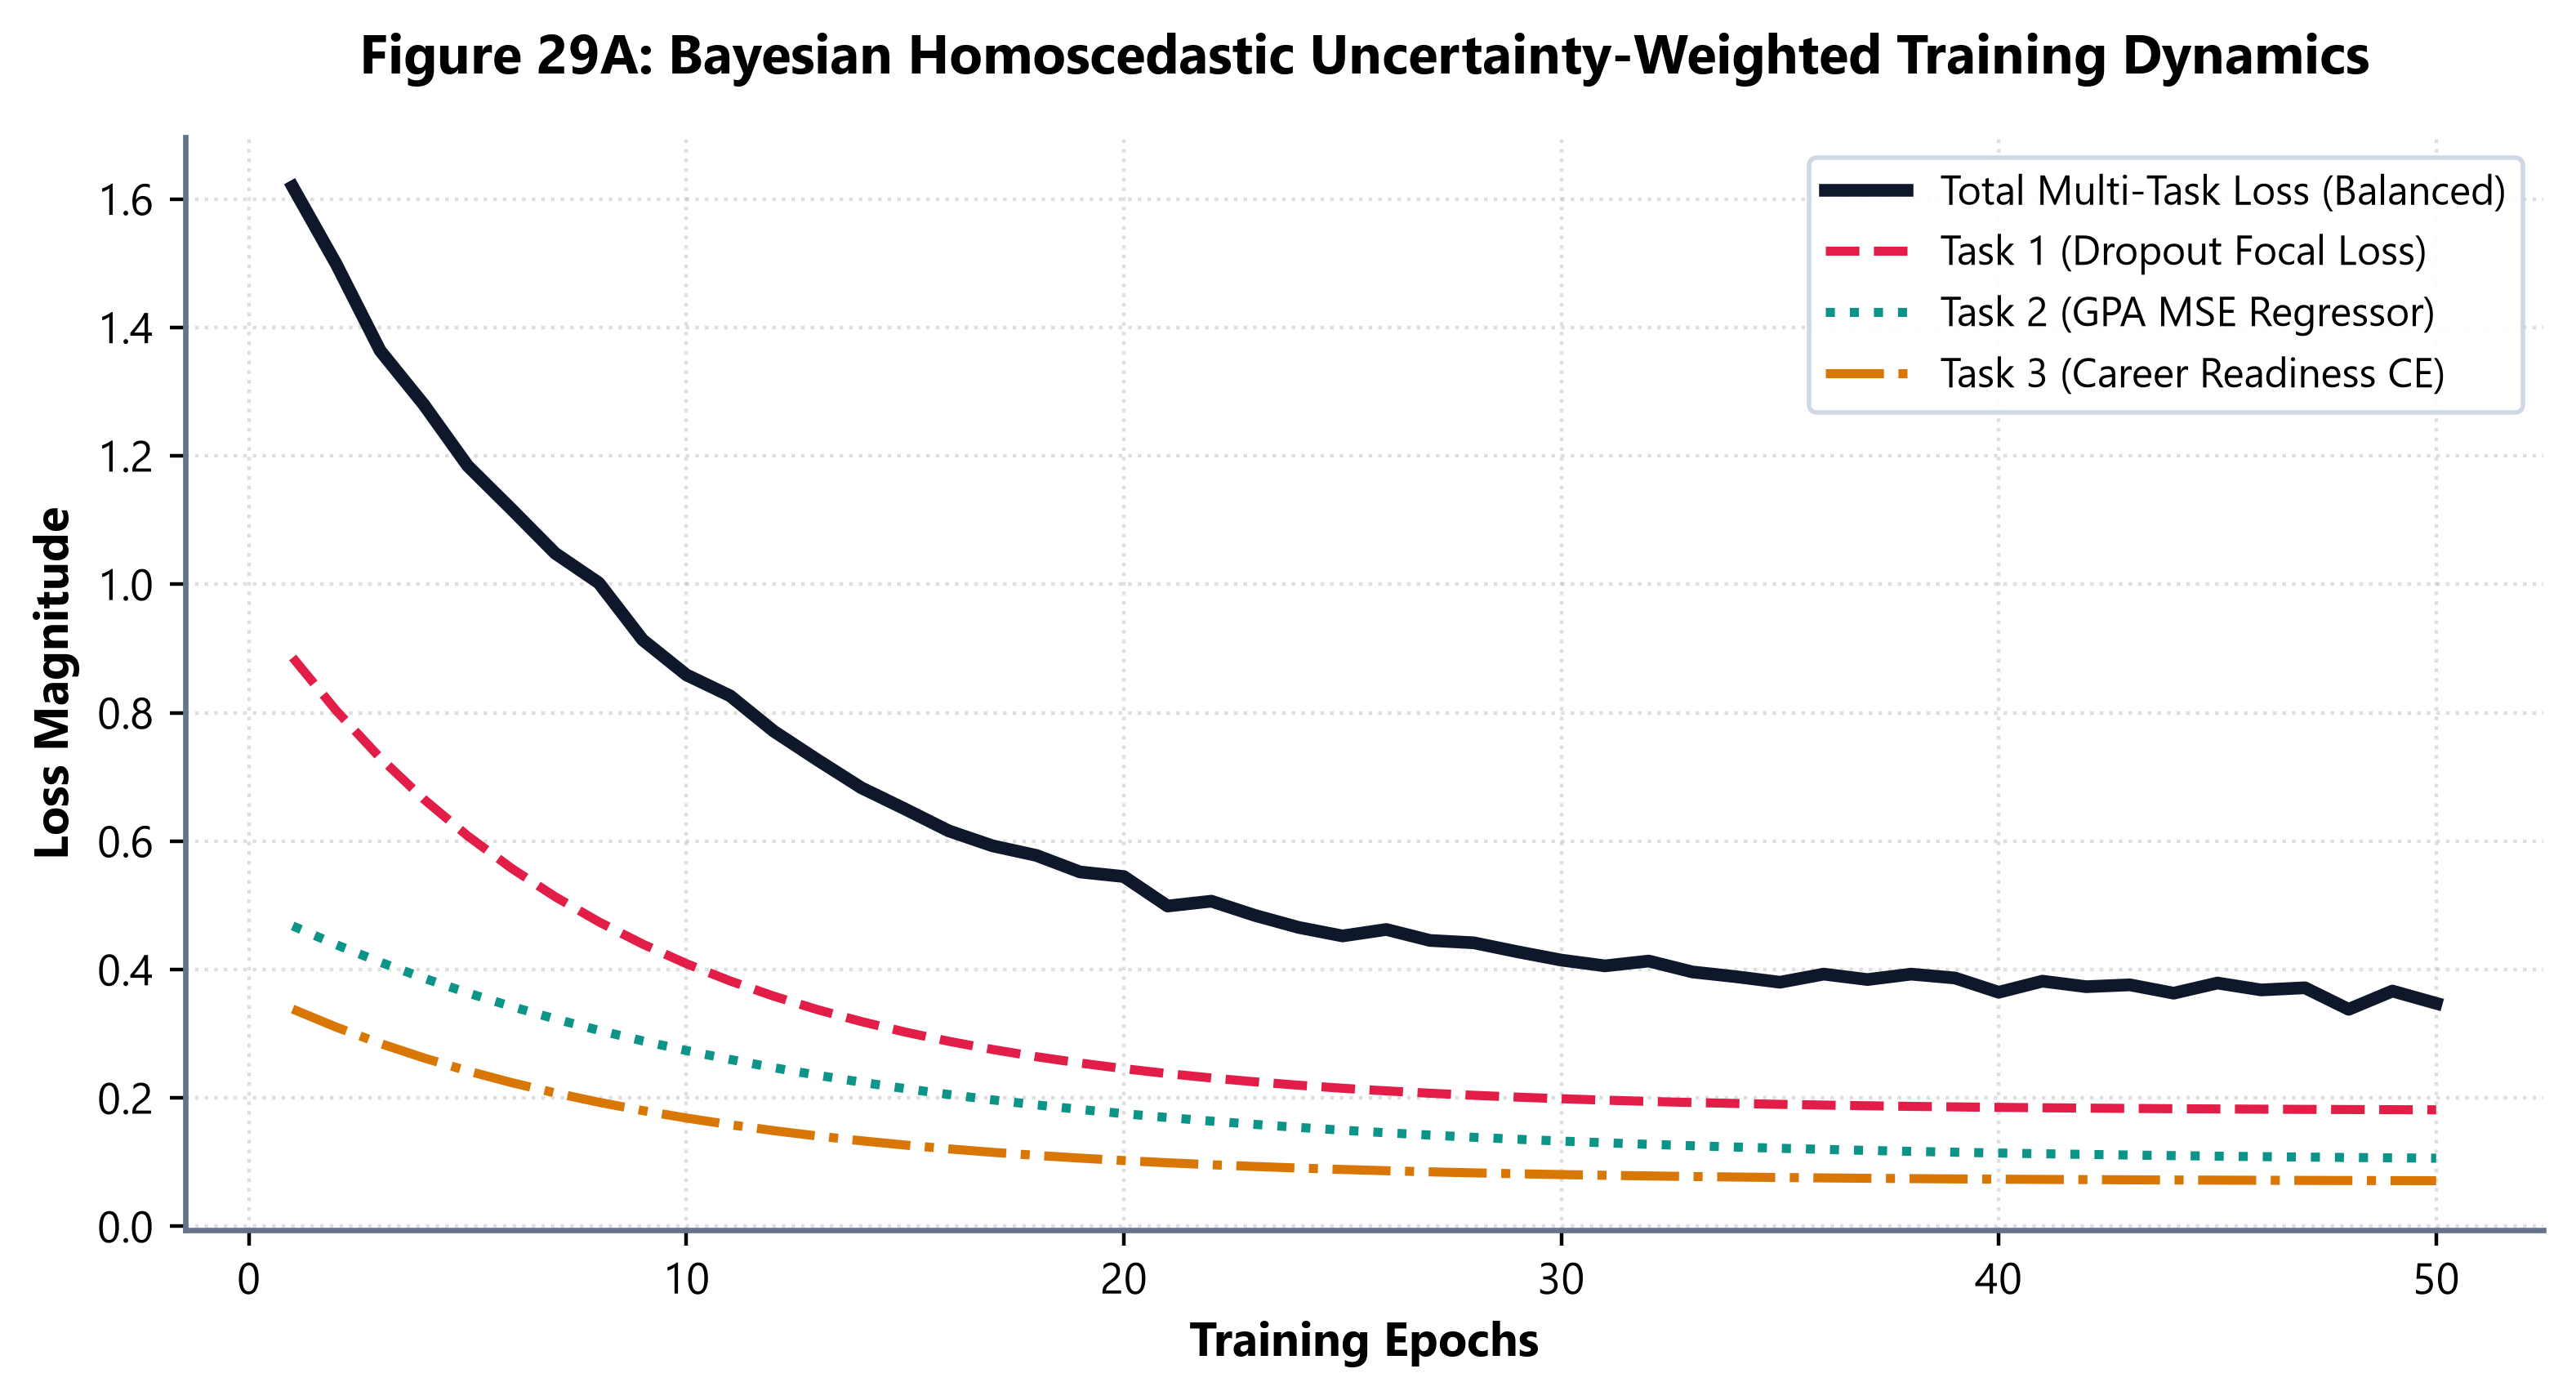 Figure 29A: Bayesian Homoscedastic Uncertainty-Weighted Training Dynamics
Total Multi-Task Loss (Balanced)
Task 1 (Dropout Focal Loss)
Task 2 (GPA MSE Regressor)
Task 3 (Career Readiness CE)
Loss Magnitude
1.6
1.4
1.2
1.0
0.8
0.6
0.4
0.2
0.0
0 10 20 30 40 50
Training Epochs